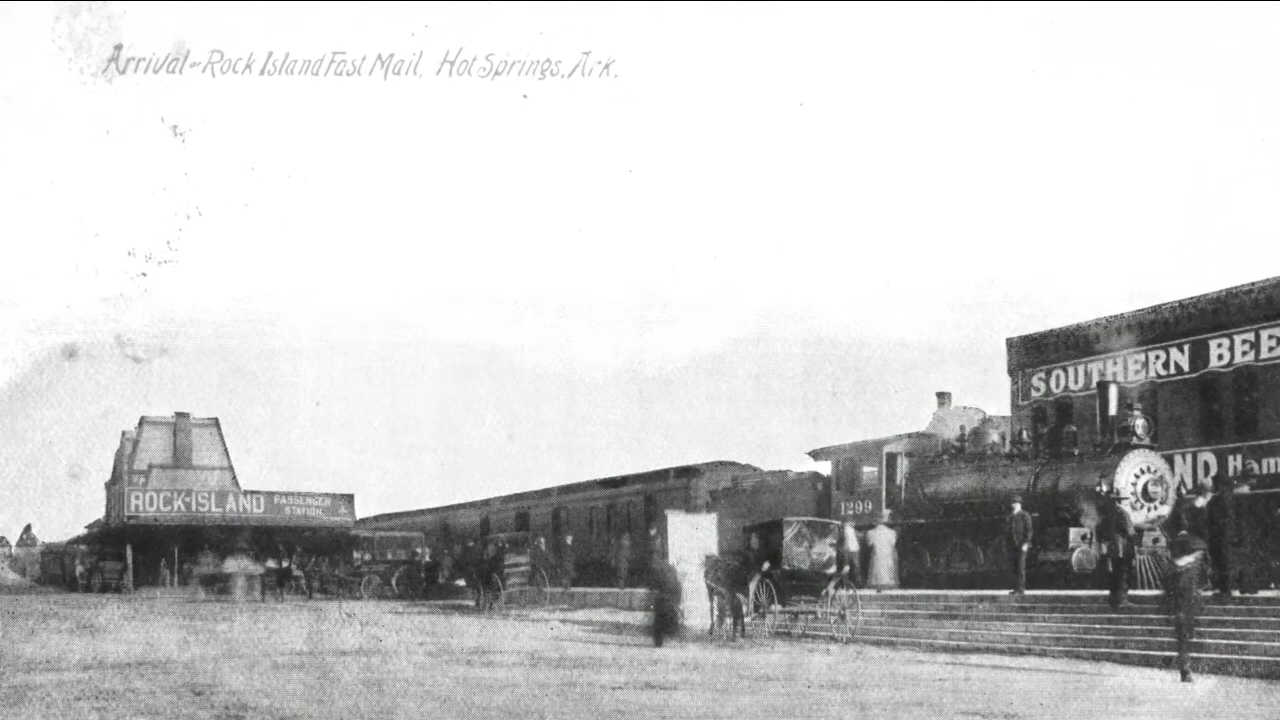 Arrival - Rock Island Fast Mail, Hot Springs, Ark.
ROCK-ISLAND PASSENGER
STATION.
1299
SOUTHERN BEE
ND Ham